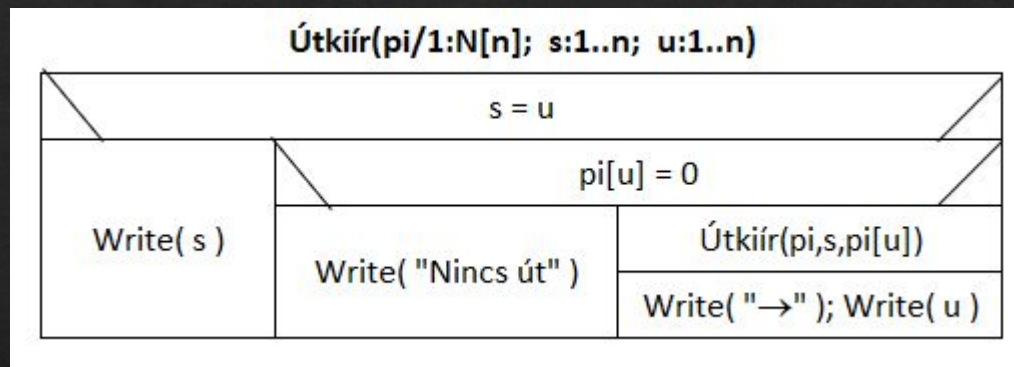 Útkiír(pi/1:N[n]; s:1..n; u:1..n)
s = u
pi[u] = 0
Write( s )
Write( "Nincs út" )
Útkiír(pi,s,pi[u])
Write( "→" ); Write( u )